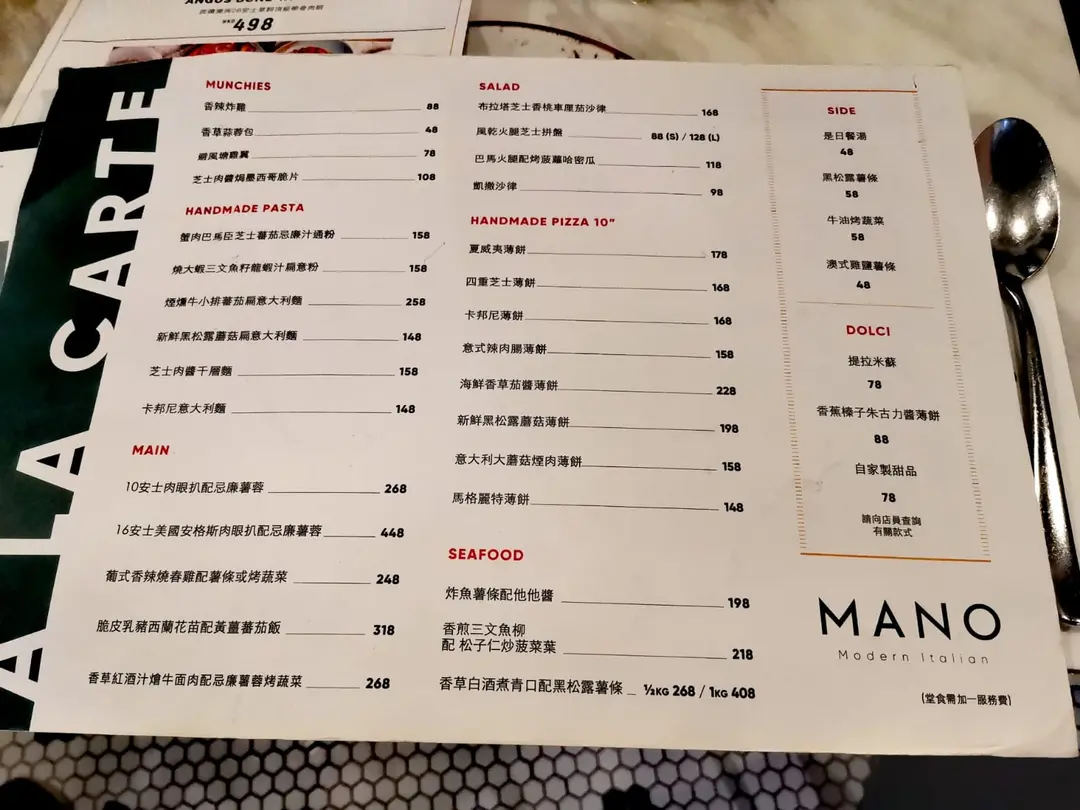 ANGUS BONE
498
A LA CARTE
MUNCHIES
香辣炸雞 88
香草蒜蓉包 48
避風塘雞翼 78
芝士肉醬焗墨西哥脆片 108
HANDMADE PASTA
蟹肉巴馬臣芝士蕃茄忌廉汁通粉 158
燒大蝦三文魚籽龍蝦汁扁意粉 158
煙燻牛小排蕃茄扁意大利麵 258
新鮮黑松露蘑菇扁意大利麵 148
芝士肉醬千層麵 158
卡邦尼意大利麵 148
MAIN
10安士肉眼扒配忌廉薯蓉 268
16安士美國安格斯肉眼扒配忌廉薯蓉 448
葡式香辣燒春雞配薯條或烤蔬菜 248
脆皮乳豬西蘭花苗配黃薑蕃茄飯 318
香草紅酒汁燴牛面肉配忌廉薯蓉烤蔬菜 268
SALAD
布拉塔芝士香桃車厘茄沙律 168
風乾火腿芝士拼盤 88 (S) / 128 (L)
巴馬火腿配烤菠蘿哈密瓜 118
凱撒沙律 98
HANDMADE PIZZA 10"
夏威夷薄餅 178
四重芝士薄餅 168
卡邦尼薄餅 168
意式辣肉腸薄餅 158
海鮮香草茄醬薄餅 228
新鮮黑松露蘑菇薄餅 198
意大利大蘑菇煙肉薄餅 158
馬格麗特薄餅 148
SEAFOOD
炸魚薯條配他他醬 198
香煎三文魚柳
配 松子仁炒菠菜葉 218
香草白酒煮青口配黑松露薯條 ½KG 268 / 1KG 408
SIDE
是日餐湯
48
黑松露薯條
58
牛油烤蔬菜
58
澳式雞鹽薯條
48
DOLCI
提拉米蘇
78
香蕉榛子朱古力醬薄餅
88
自家製甜品
78
請向店員查詢
有關款式
MANO
Modern Italian
(堂食需加一服務費)